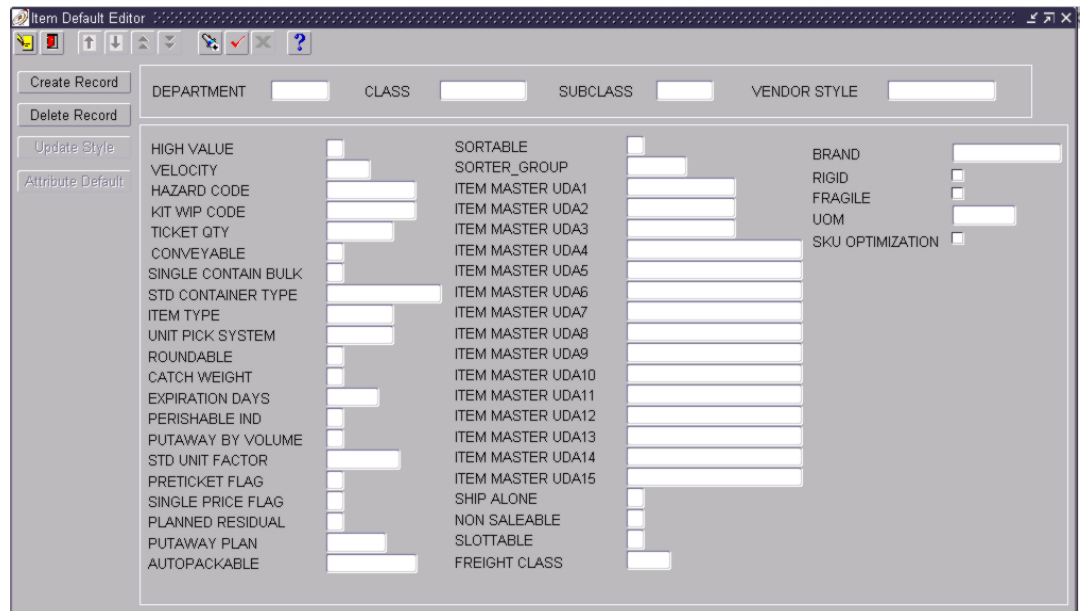 Item Default Editor
?
Create Record
Delete Record
Update Style
Attribute Default
DEPARTMENT CLASS SUBCLASS VENDOR STYLE
HIGH VALUE
VELOCITY
HAZARD CODE
KIT WIP CODE
TICKET QTY
CONVEYABLE
SINGLE CONTAIN BULK
STD CONTAINER TYPE
ITEM TYPE
UNIT PICK SYSTEM
ROUNDABLE
CATCH WEIGHT
EXPIRATION DAYS
PERISHABLE IND
PUTAWAY BY VOLUME
STD UNIT FACTOR
PRETICKET FLAG
SINGLE PRICE FLAG
PLANNED RESIDUAL
PUTAWAY PLAN
AUTOPACKABLE
SORTABLE
SORTER_GROUP
ITEM MASTER UDA1
ITEM MASTER UDA2
ITEM MASTER UDA3
ITEM MASTER UDA4
ITEM MASTER UDA5
ITEM MASTER UDA6
ITEM MASTER UDA7
ITEM MASTER UDA8
ITEM MASTER UDA9
ITEM MASTER UDA10
ITEM MASTER UDA11
ITEM MASTER UDA12
ITEM MASTER UDA13
ITEM MASTER UDA14
ITEM MASTER UDA15
SHIP ALONE
NON SALEABLE
SLOTTABLE
FREIGHT CLASS
BRAND
RIGID
FRAGILE
UOM
SKU OPTIMIZATION